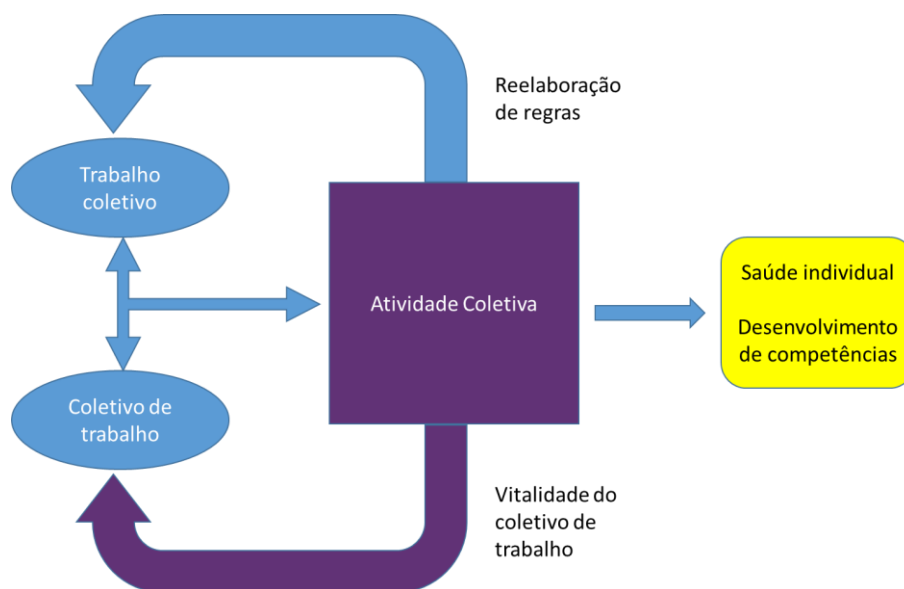 Reelaboração
de regras
Trabalho
coletivo
Atividade Coletiva
Saúde individual
Desenvolvimento
de competências
Coletivo de
trabalho
Vitalidade do
coletivo de
trabalho